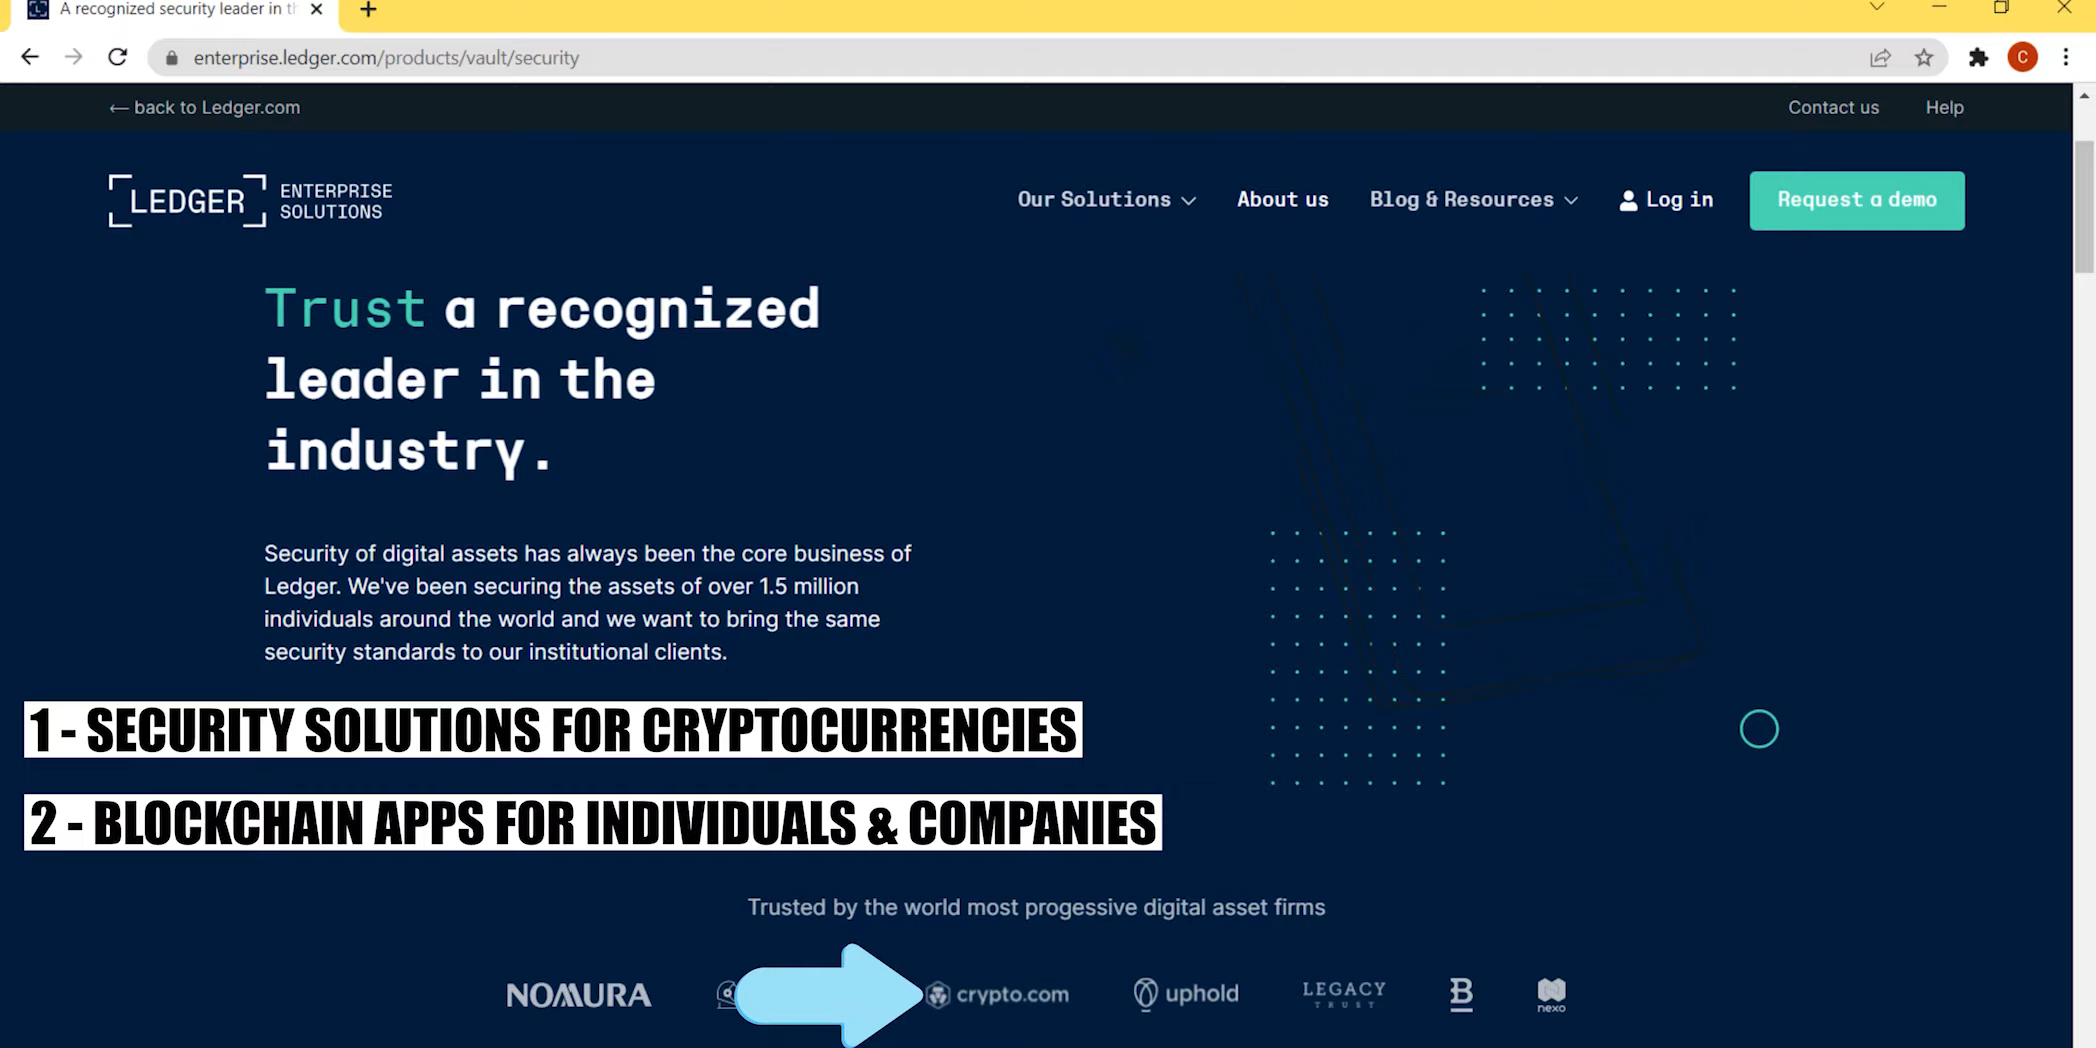 A recognized security leader in th
enterprise.ledger.com/products/vault/security
C
← back to Ledger.com
Contact us
Help
LEDGER
ENTERPRISE
SOLUTIONS
Our Solutions
About us
Blog & Resources
Log in
Request a demo
Trust a recognized
leader in the
industry.
Security of digital assets has always been the core business of
Ledger. We've been securing the assets of over 1.5 million
individuals around the world and we want to bring the same
security standards to our institutional clients.
1 - SECURITY SOLUTIONS FOR CRYPTOCURRENCIES
2 - BLOCKCHAIN APPS FOR INDIVIDUALS & COMPANIES
Trusted by the world most progessive digital asset firms
NOMURA
crypto.com
uphold
LEGACY
TRUST
B
nexo